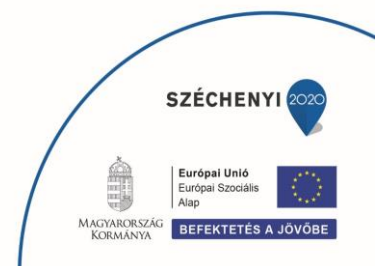 SZÉCHENYI 2020
Európai Unió
Európai Szociális
Alap
MAGYARORSZÁG
KORMÁNYA
BEFEKTETÉS A JÖVŐBE